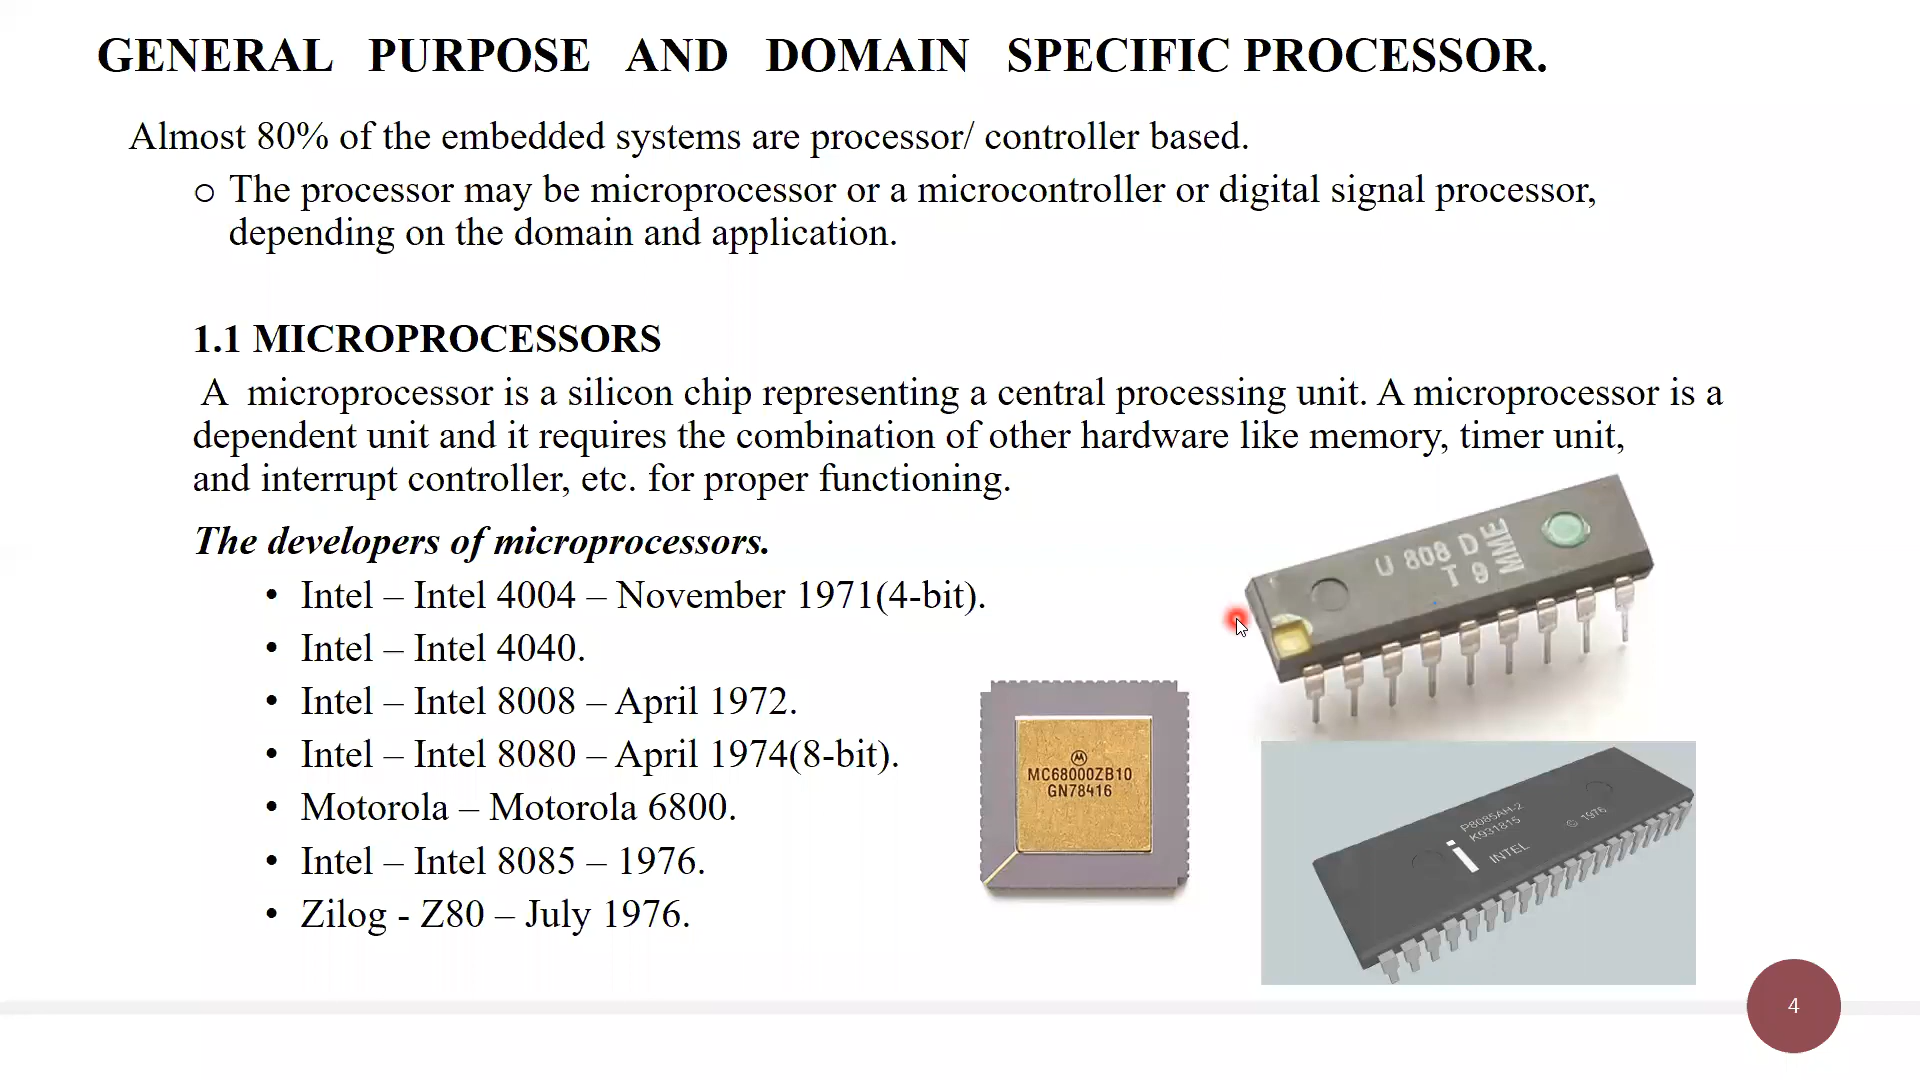 GENERAL PURPOSE AND DOMAIN SPECIFIC PROCESSOR.
Almost 80% of the embedded systems are processor/ controller based.
o The processor may be microprocessor or a microcontroller or digital signal processor,
depending on the domain and application.
1.1 MICROPROCESSORS
A microprocessor is a silicon chip representing a central processing unit. A microprocessor is a
dependent unit and it requires the combination of other hardware like memory, timer unit,
and interrupt controller, etc. for proper functioning.
The developers of microprocessors.
• Intel – Intel 4004 – November 1971(4-bit).
• Intel – Intel 4040.
• Intel – Intel 8008 – April 1972.
• Intel – Intel 8080 – April 1974(8-bit).
• Motorola – Motorola 6800.
• Intel – Intel 8085 – 1976.
• Zilog - Z80 – July 1976.
U 808 D
T 9
MME
MC68000ZB10
GN78416
P8085AH-2
K931815
© 1976
i INTEL
4